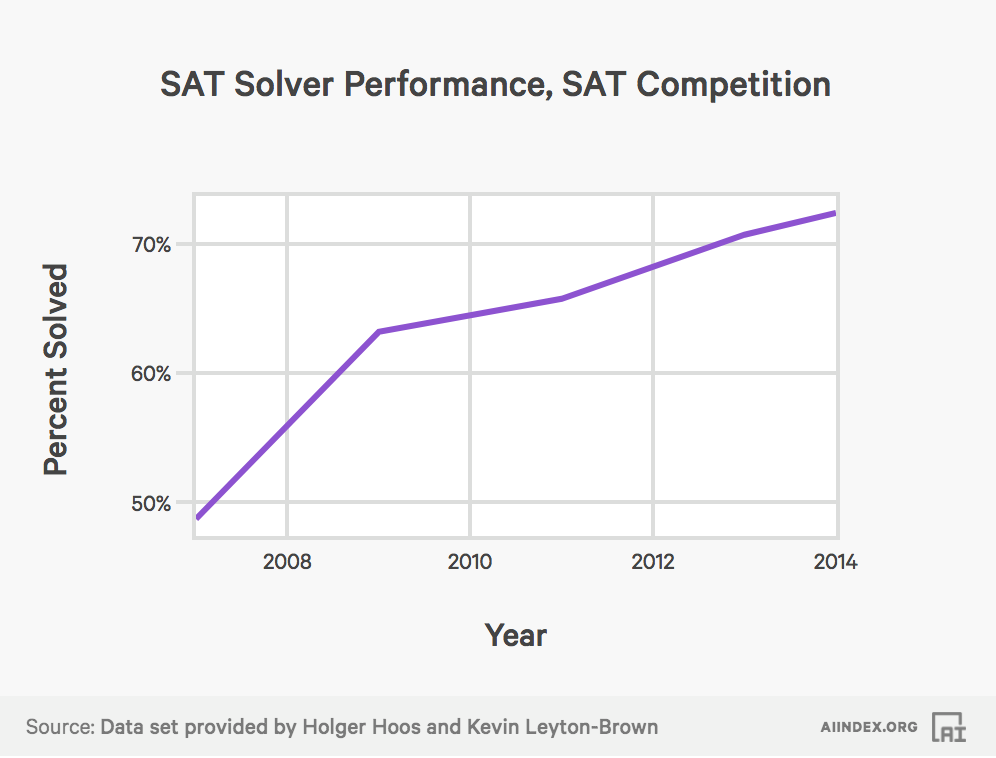 SAT Solver Performance, SAT Competition
Percent Solved
70%
60%
50%
2008 2010 2012 2014
Year
Source: Data set provided by Holger Hoos and Kevin Leyton-Brown
AIINDEX.ORG AI